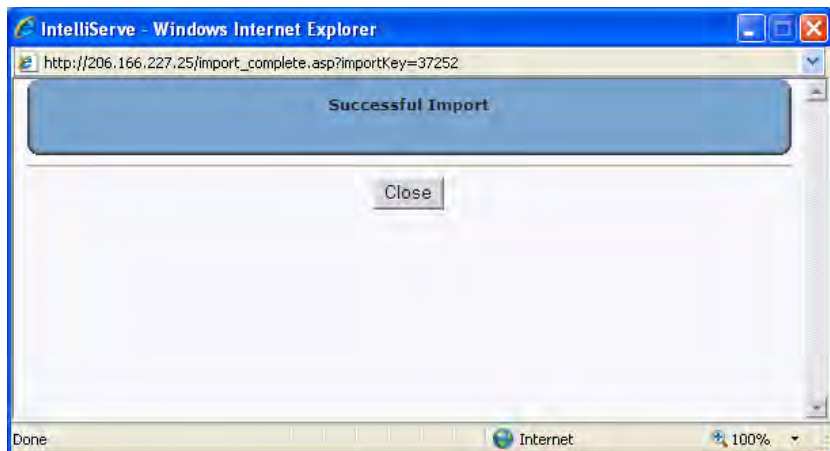 IntelliServe - Windows Internet Explorer
http://206.166.227.25/import_complete.asp?importKey=37252
Successful Import
Close
Done Internet 100%